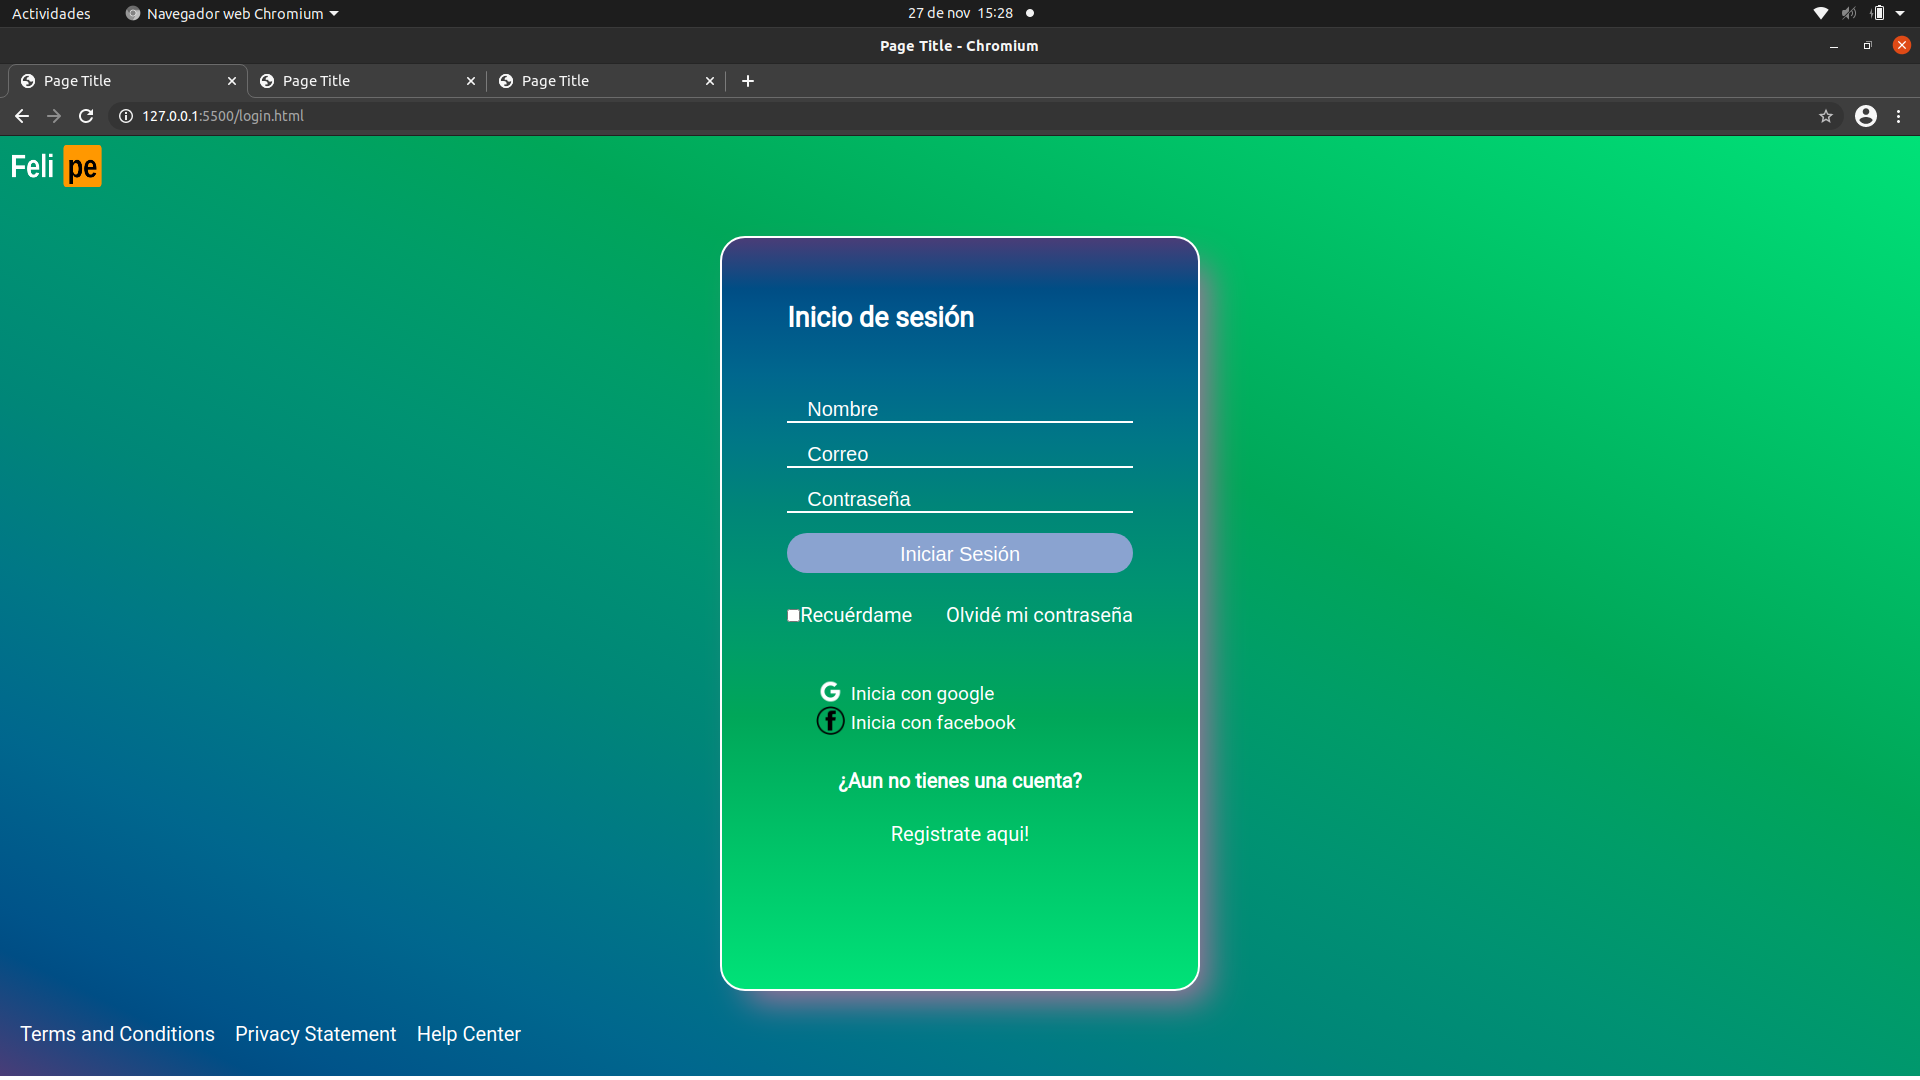 Actividades
Navegador web Chromium
27 de nov 15:28
Page Title - Chromium
Page Title
Page Title
Page Title
127.0.0.1:5500/login.html
Feli pe
Inicio de sesión
Nombre
Correo
Contraseña
Iniciar Sesión
Recuérdame
Olvidé mi contraseña
Inicia con google
Inicia con facebook
¿Aun no tienes una cuenta?
Registrate aqui!
Terms and Conditions
Privacy Statement
Help Center